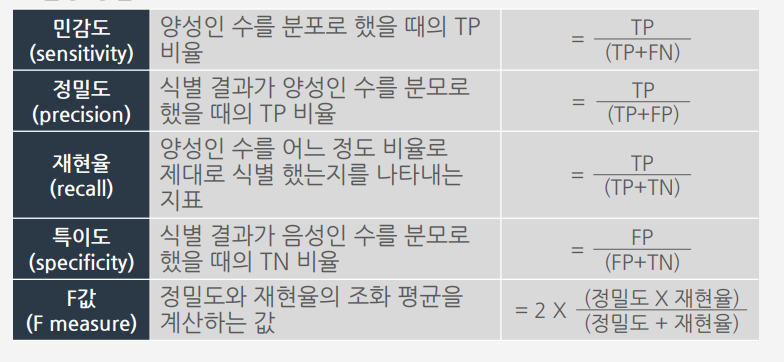 민감도
(sensitivity)
양성인 수를 분포로 했을 때의 TP
비율
= TP
(TP+FN)
정밀도
(precision)
식별 결과가 양성인 수를 분모로
했을 때의 TP 비율
= TP
(TP+FP)
재현율
(recall)
양성인 수를 어느 정도 비율로
제대로 식별 했는지를 나타내는
지표
= TP
(TP+TN)
특이도
(specificity)
식별 결과가 음성인 수를 분모로
했을 때의 TN 비율
= FP
(FP+TN)
F값
(F measure)
정밀도와 재현율의 조화 평균을
계산하는 값
= 2 X (정밀도 X 재현율)
(정밀도 + 재현율)